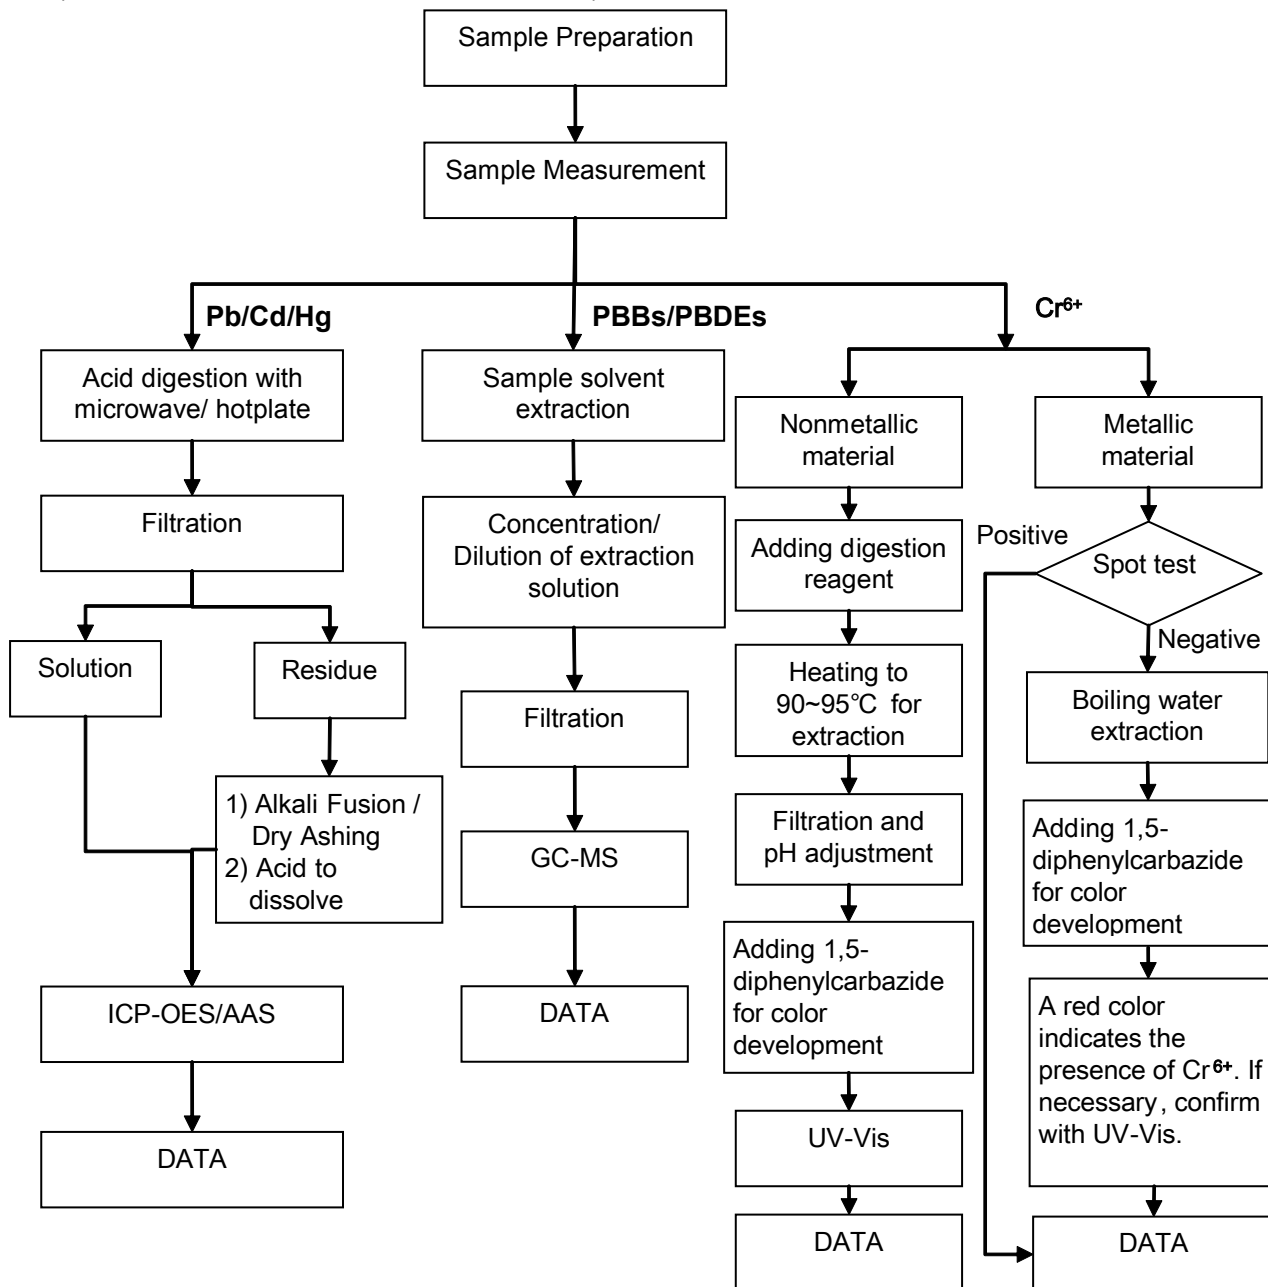 Sample Preparation
Sample Measurement
Pb/Cd/Hg
PBBs/PBDEs
Cr⁶⁺
Acid digestion with
microwave/ hotplate
Filtration
Solution
Residue
1) Alkali Fusion /
Dry Ashing
2) Acid to
dissolve
ICP-OES/AAS
DATA
Sample solvent
extraction
Concentration/
Dilution of extraction
solution
Filtration
GC-MS
DATA
Nonmetallic
material
Adding digestion
reagent
Heating to
90~95℃ for
extraction
Filtration and
pH adjustment
Adding 1,5-
diphenylcarbazide
for color
development
UV-Vis
DATA
Metallic
material
Positive
Spot test
Negative
Boiling water
extraction
Adding 1,5-
diphenylcarbazide
for color
development
A red color
indicates the
presence of Cr⁶⁺. If
necessary, confirm
with UV-Vis.
DATA